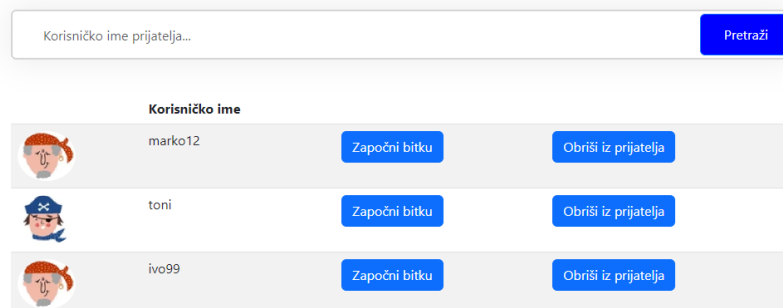 Korisničko ime prijatelja... Pretraži
Korisničko ime
marko12 Započni bitku Obriši iz prijatelja
toni Započni bitku Obriši iz prijatelja
ivo99 Započni bitku Obriši iz prijatelja